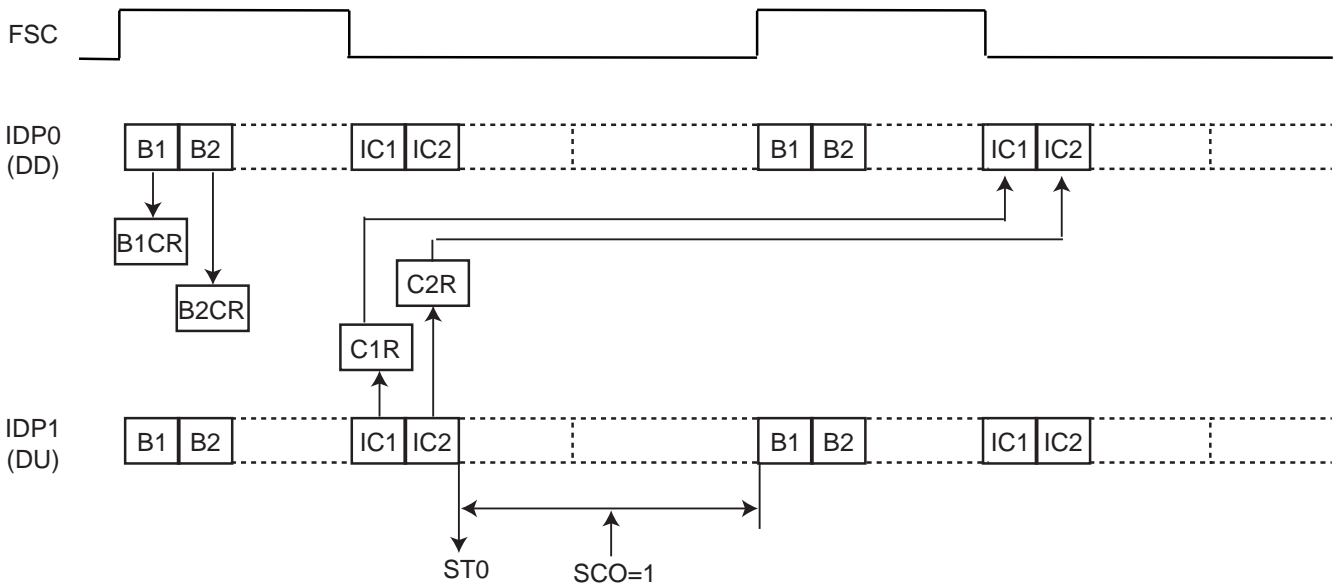 FSC
IDP0
(DD)
B1 B2 IC1 IC2 B1 B2 IC1 IC2
B1CR
C2R
B2CR
C1R
IDP1
(DU)
B1 B2 IC1 IC2 B1 B2 IC1 IC2
ST0 SCO=1